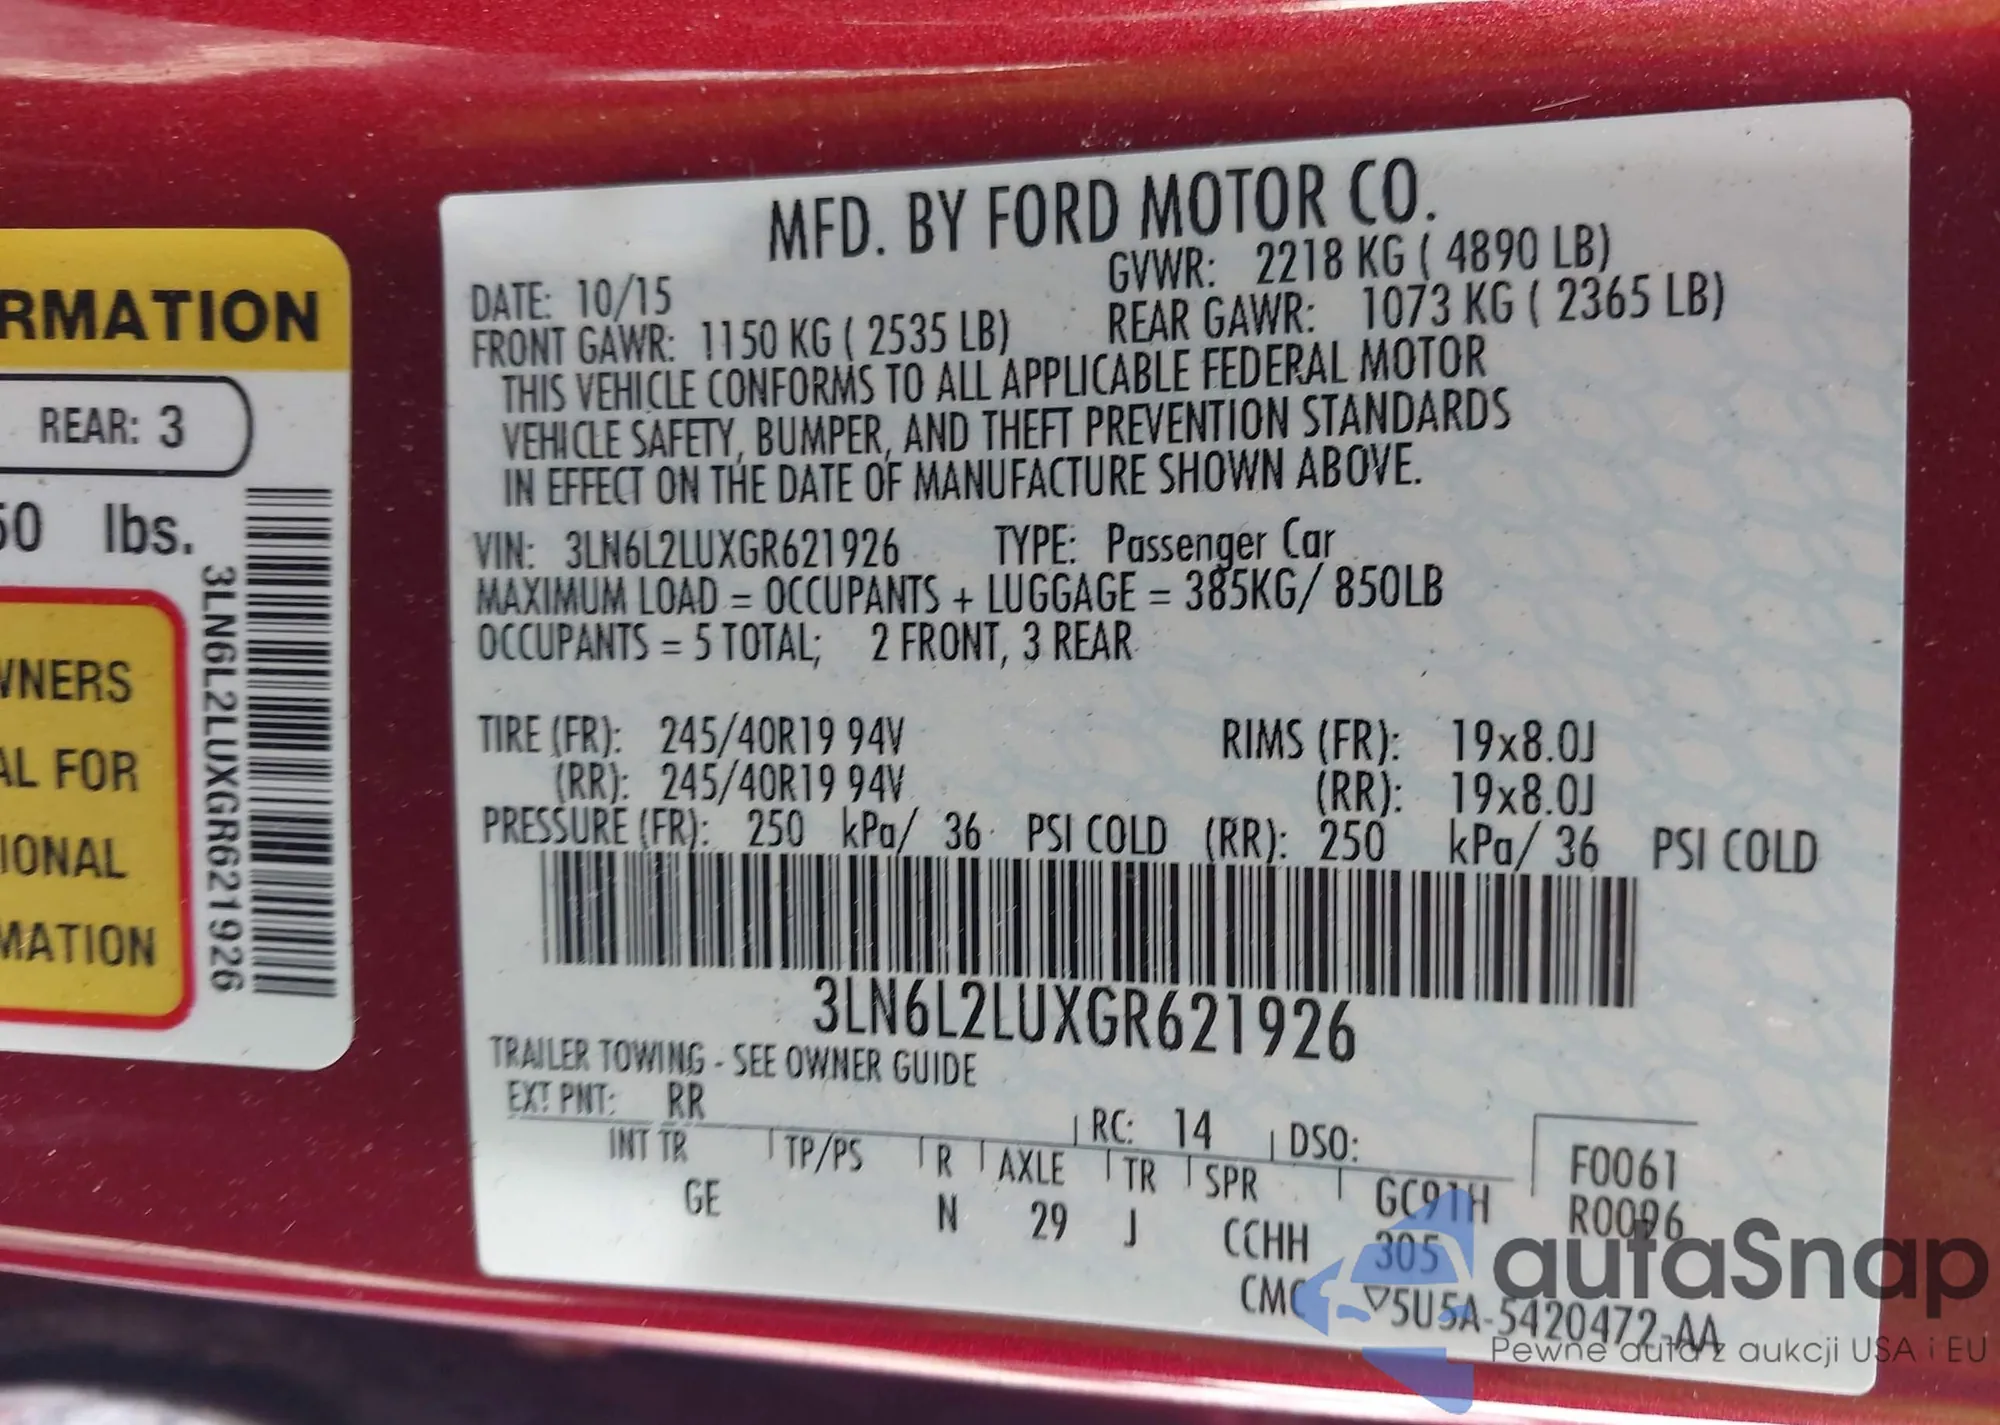 RMATION
REAR: 3
50 lbs.
WNERS
AL FOR
IONAL
MATION
3LN6L2LUXGR621926
MFD. BY FORD MOTOR CO.
DATE: 10/15 GVWR: 2218 KG ( 4890 LB)
FRONT GAWR: 1150 KG ( 2535 LB) REAR GAWR: 1073 KG ( 2365 LB)
THIS VEHICLE CONFORMS TO ALL APPLICABLE FEDERAL MOTOR
VEHICLE SAFETY, BUMPER, AND THEFT PREVENTION STANDARDS
IN EFFECT ON THE DATE OF MANUFACTURE SHOWN ABOVE.
VIN: 3LN6L2LUXGR621926 TYPE: Passenger Car
MAXIMUM LOAD = OCCUPANTS + LUGGAGE = 385KG/ 850LB
OCCUPANTS = 5 TOTAL; 2 FRONT, 3 REAR
TIRE (FR): 245/40R19 94V RIMS (FR): 19x8.0J
(RR): 245/40R19 94V (RR): 19x8.0J
PRESSURE (FR): 250 kPa/ 36 PSI COLD (RR): 250 kPa/ 36 PSI COLD
3LN6L2LUXGR621926
TRAILER TOWING - SEE OWNER GUIDE
EXT PNT: RR RC: 14 DSO:
INT TR TP/PS R AXLE TR SPR GC91H F0061
GE N 29 J CCHH 305 R0096
CMC ▽5U5A-5420472-AA
autaSnap
Pewne auta z aukcji USA i EU